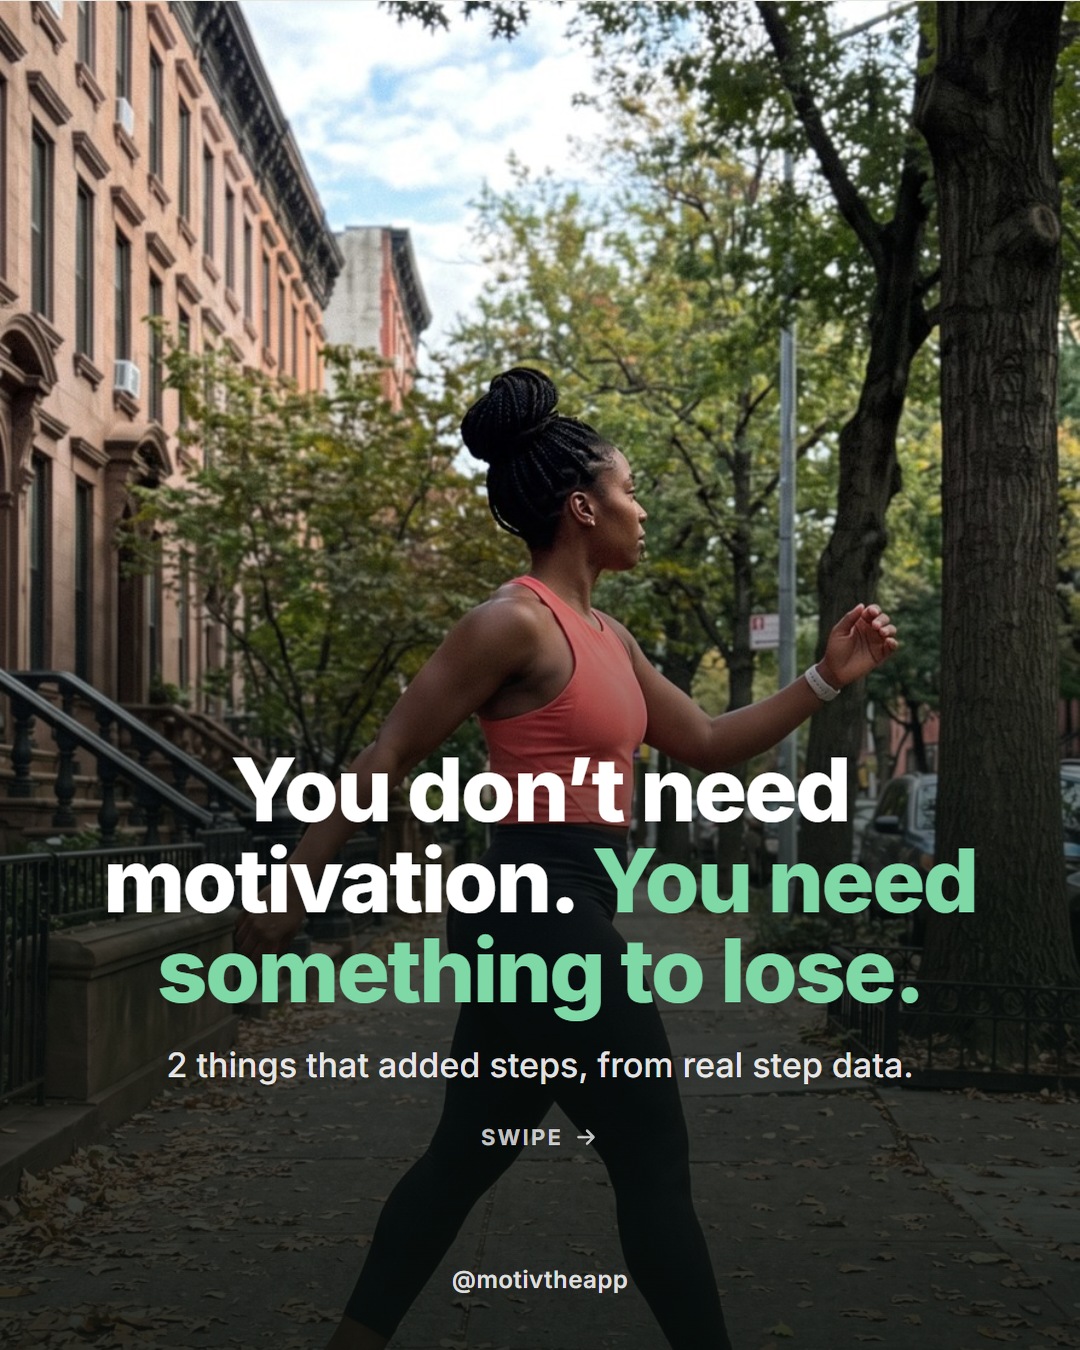 You don’t need
motivation. You need
something to lose.
2 things that added steps, from real step data.
SWIPE →
@motivtheapp